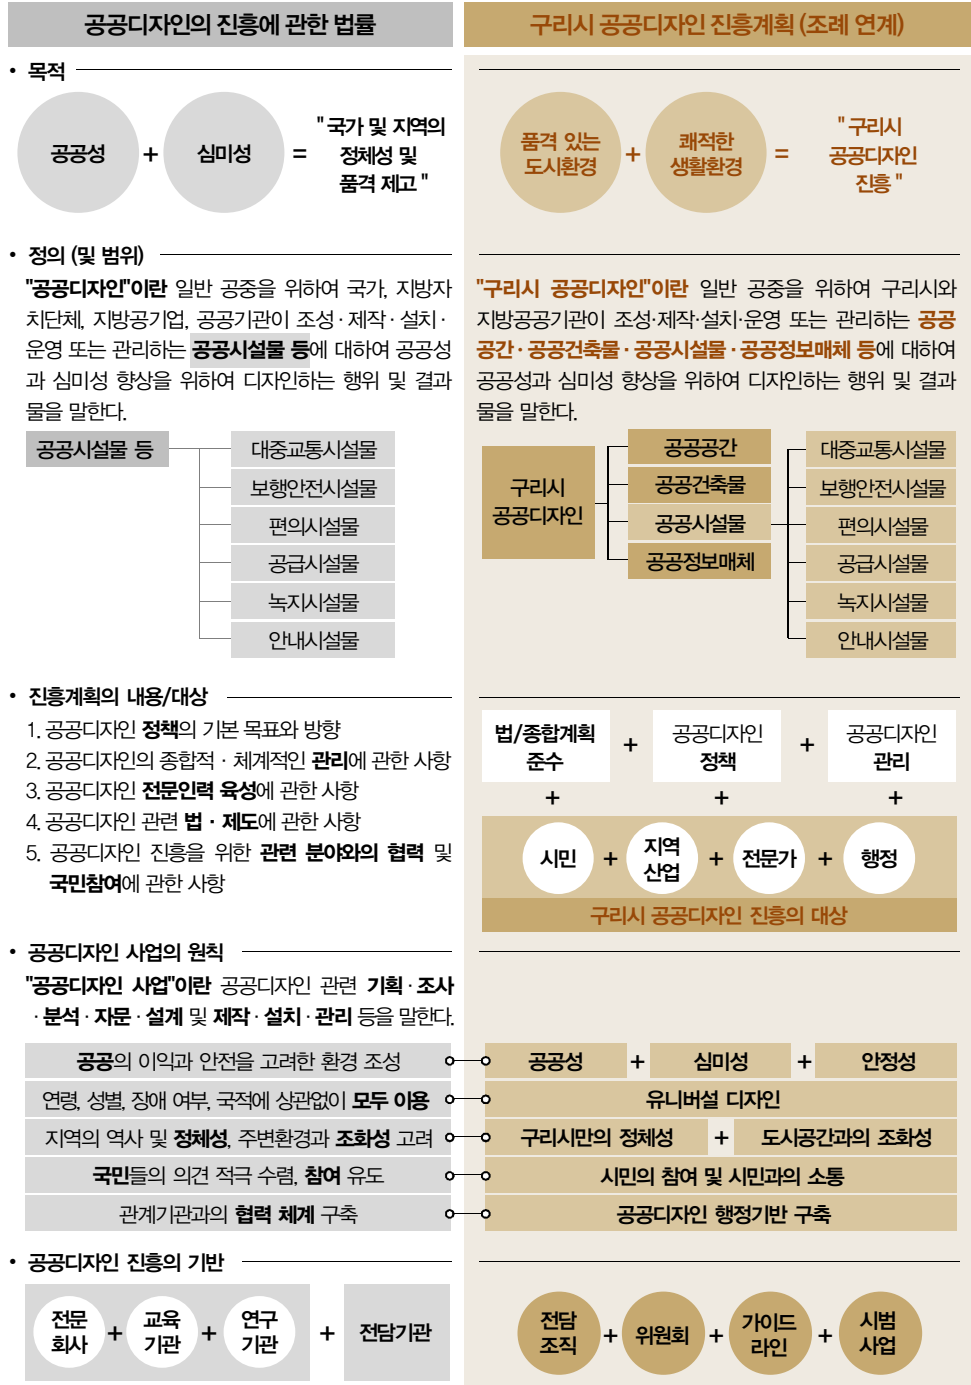 공공디자인의 진흥에 관한 법률
구리시 공공디자인 진흥계획 (조례 연계)
• 목적
공공성 + 심미성 = " 국가 및 지역의
정체성 및
품격 제고 "
품격 있는
도시환경
+
쾌적한
생활환경
=
" 구리시
공공디자인
진흥 "
• 정의 (및 범위)
"공공디자인"이란 일반 공중을 위하여 국가, 지방자
치단체, 지방공기업, 공공기관이 조성 · 제작 · 설치 ·
운영 또는 관리하는 공공시설물 등에 대하여 공공성
과 심미성 향상을 위하여 디자인하는 행위 및 결과
물을 말한다.
공공시설물 등
대중교통시설물
보행안전시설물
편의시설물
공급시설물
녹지시설물
안내시설물
"구리시 공공디자인"이란 일반 공중을 위하여 구리시와
지방공공기관이 조성·제작·설치·운영 또는 관리하는 공공
공간 · 공공건축물 · 공공시설물 · 공공정보매체 등에 대하여
공공성과 심미성 향상을 위하여 디자인하는 행위 및 결과
물을 말한다.
구리시
공공디자인
공공공간
공공건축물
공공시설물
공공정보매체
대중교통시설물
보행안전시설물
편의시설물
공급시설물
녹지시설물
안내시설물
• 진흥계획의 내용/대상
1. 공공디자인 정책의 기본 목표와 방향
2. 공공디자인의 종합적 · 체계적인 관리에 관한 사항
3. 공공디자인 전문인력 육성에 관한 사항
4. 공공디자인 관련 법 · 제도에 관한 사항
5. 공공디자인 진흥을 위한 관련 분야와의 협력 및
국민참여에 관한 사항
법/종합계획
준수
+
공공디자인
정책
+
공공디자인
관리
+ + +
시민
+
지역
산업
+
전문가
+
행정
구리시 공공디자인 진흥의 대상
• 공공디자인 사업의 원칙
"공공디자인 사업"이란 공공디자인 관련 기획 · 조사
· 분석 · 자문 · 설계 및 제작 · 설치 · 관리 등을 말한다.
공공의 이익과 안전을 고려한 환경 조성
공공성 + 심미성 + 안정성
연령, 성별, 장애 여부, 국적에 상관없이 모두 이용
유니버설 디자인
지역의 역사 및 정체성, 주변환경과 조화성 고려
구리시만의 정체성 + 도시공간과의 조화성
국민들의 의견 적극 수렴, 참여 유도
시민의 참여 및 시민과의 소통
관계기관과의 협력 체계 구축
공공디자인 행정기반 구축
• 공공디자인 진흥의 기반
전문
회사
+
교육
기관
+
연구
기관
+
전담기관
전담
조직
+
위원회
+
가이드
라인
+
시범
사업